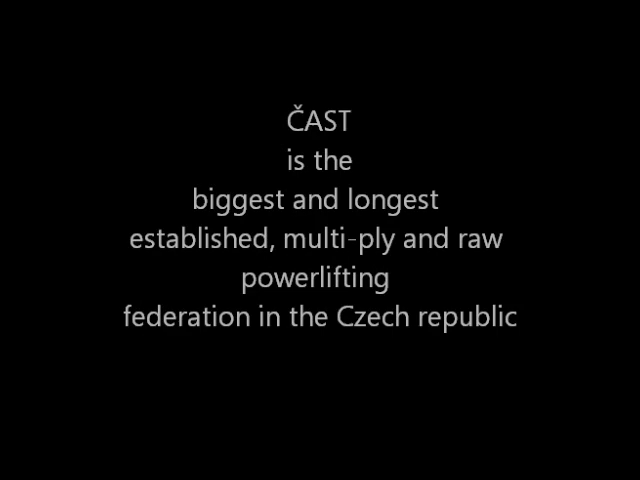 ČAST
is the
biggest and longest
established, multi-ply and raw
powerlifting
federation in the Czech republic